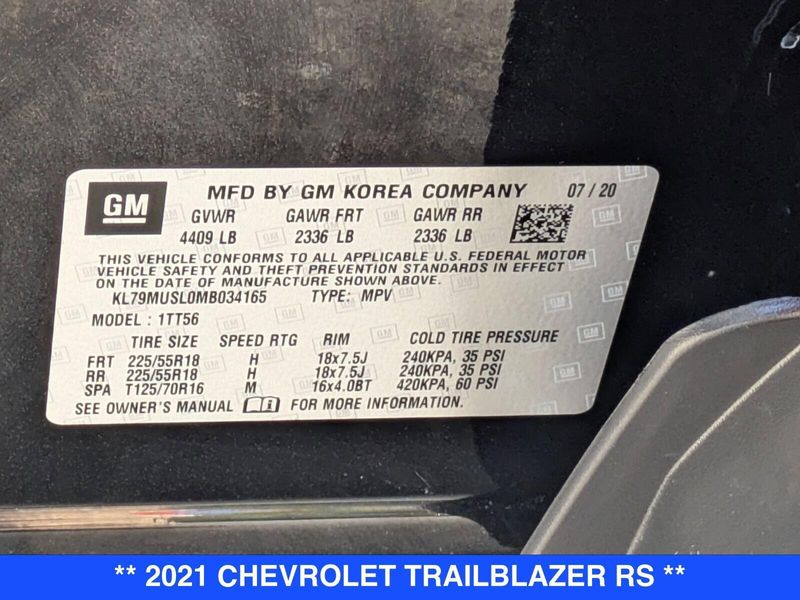 GM MFD BY GM KOREA COMPANY 07 / 20
GVWR GAWR FRT GAWR RR
4409 LB 2336 LB 2336 LB
THIS VEHICLE CONFORMS TO ALL APPLICABLE U.S. FEDERAL MOTOR
VEHICLE SAFETY AND THEFT PREVENTION STANDARDS IN EFFECT
ON THE DATE OF MANUFACTURE SHOWN ABOVE.
KL79MUSL0MB034165 TYPE: MPV
MODEL : 1TT56
TIRE SIZE SPEED RTG RIM COLD TIRE PRESSURE
FRT 225/55R18 H 18x7.5J 240KPA, 35 PSI
RR 225/55R18 H 18x7.5J 240KPA, 35 PSI
SPA T125/70R16 M 16x4.0BT 420KPA, 60 PSI
SEE OWNER'S MANUAL FOR MORE INFORMATION.
** 2021 CHEVROLET TRAILBLAZER RS **